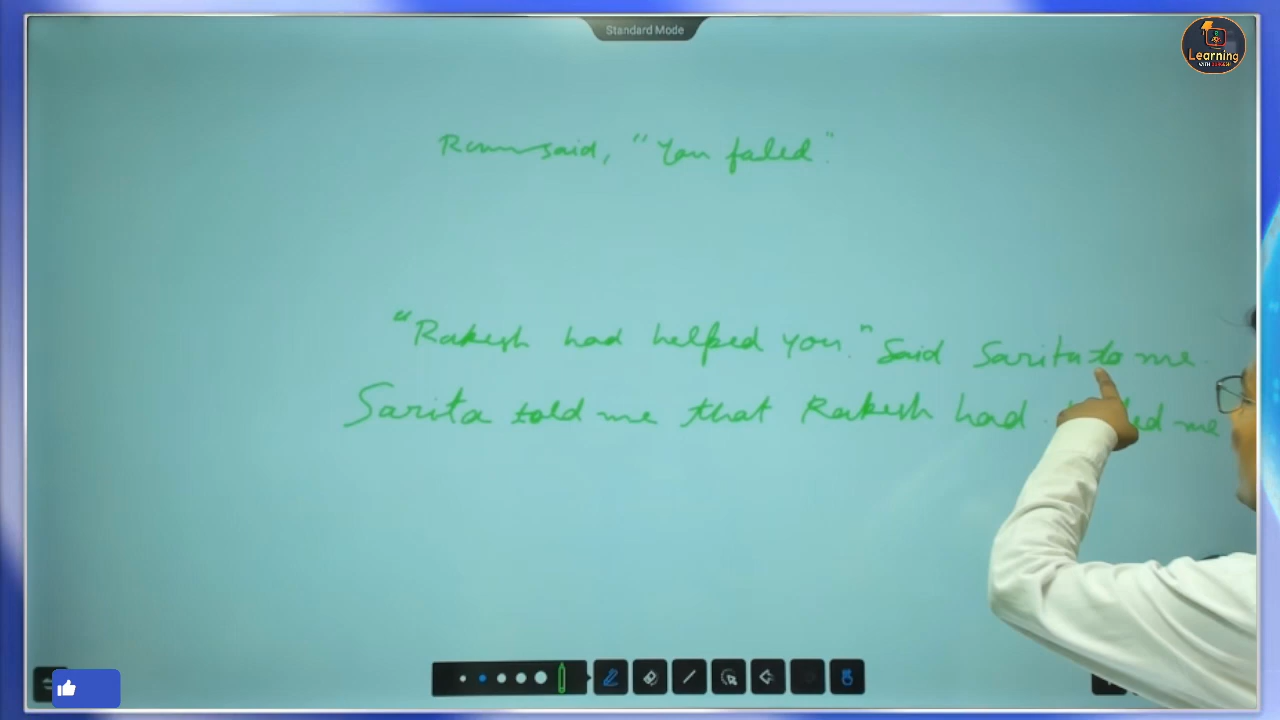 Standard Mode
Learning
Ram said, "You failed".
"Rakesh had helped you." Said Sarita to me.
Sarita told me that Rakesh had me